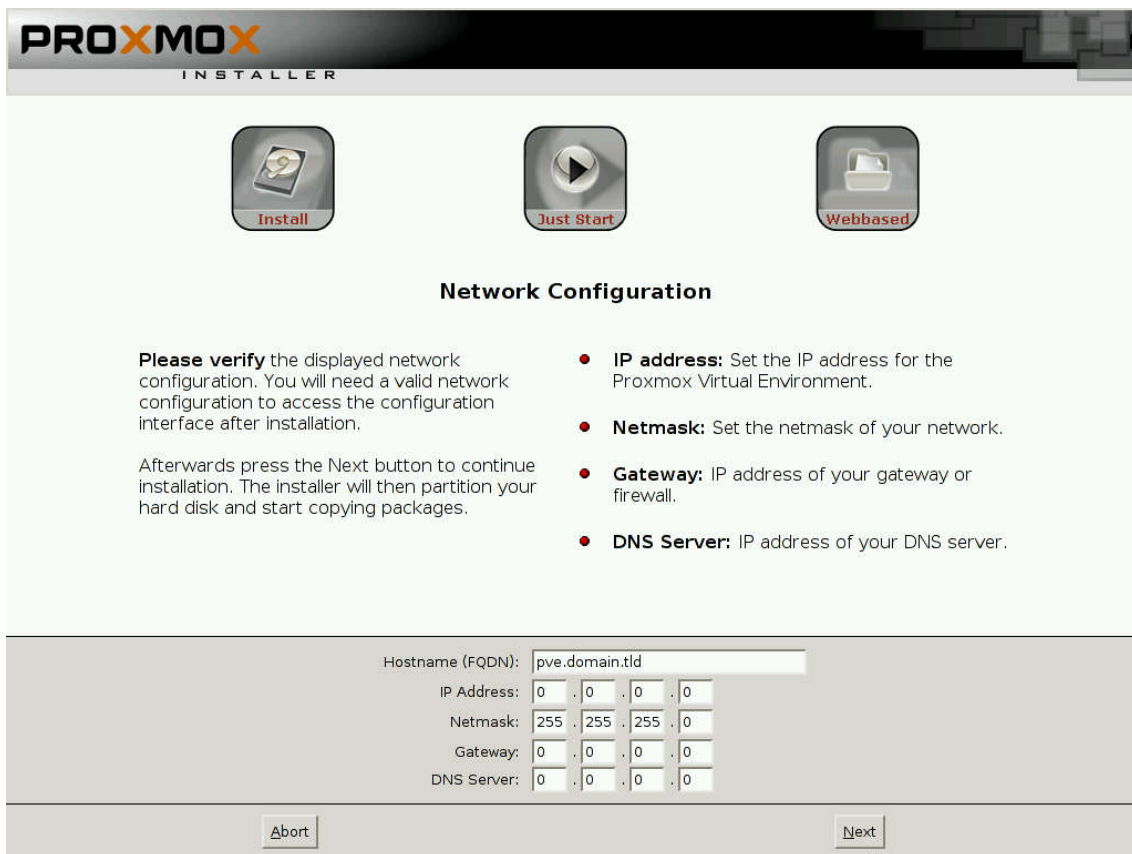 PROXMOX
INSTALLER
Install
Just Start
Webbased
Network Configuration
Please verify the displayed network
configuration. You will need a valid network
configuration to access the configuration
interface after installation.
Afterwards press the Next button to continue
installation. The installer will then partition your
hard disk and start copying packages.
IP address: Set the IP address for the
Proxmox Virtual Environment.
Netmask: Set the netmask of your network.
Gateway: IP address of your gateway or
firewall.
DNS Server: IP address of your DNS server.
Hostname (FQDN): pve.domain.tld
IP Address: 0 . 0 . 0 . 0
Netmask: 255 . 255 . 255 . 0
Gateway: 0 . 0 . 0 . 0
DNS Server: 0 . 0 . 0 . 0
Abort
Next